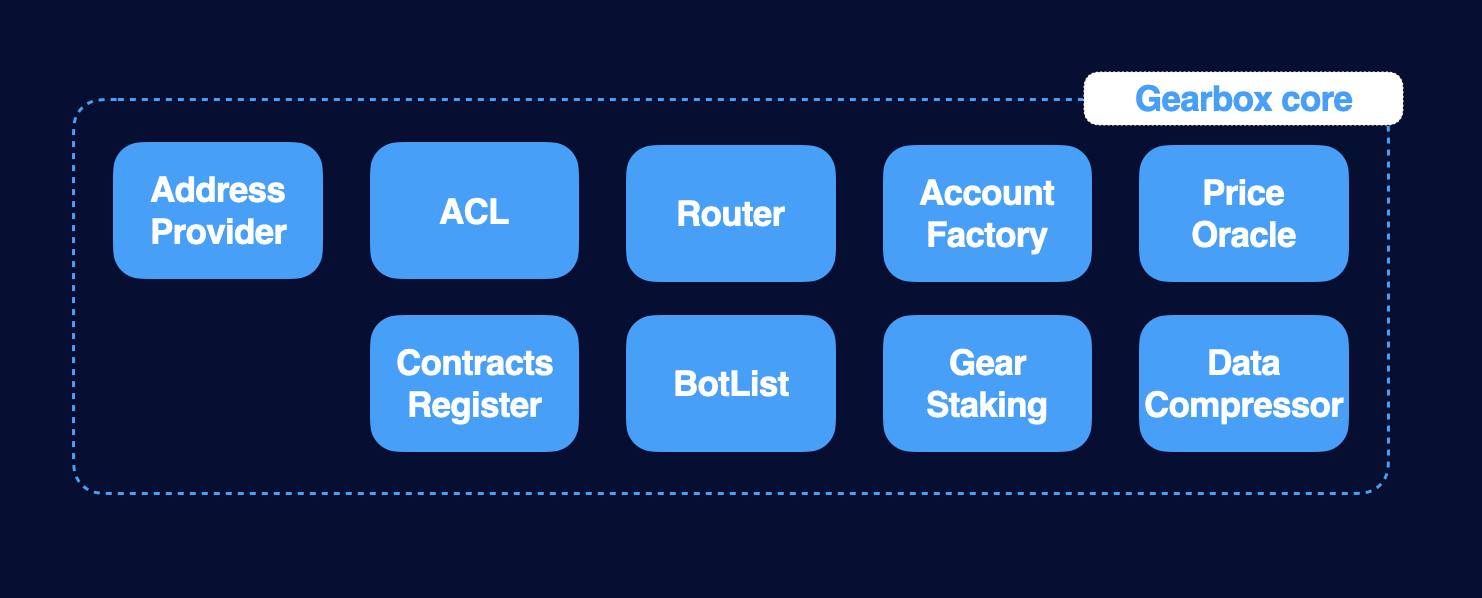 Gearbox core
Address
Provider
ACL
Router
Account
Factory
Price
Oracle
Contracts
Register
BotList
Gear
Staking
Data
Compressor